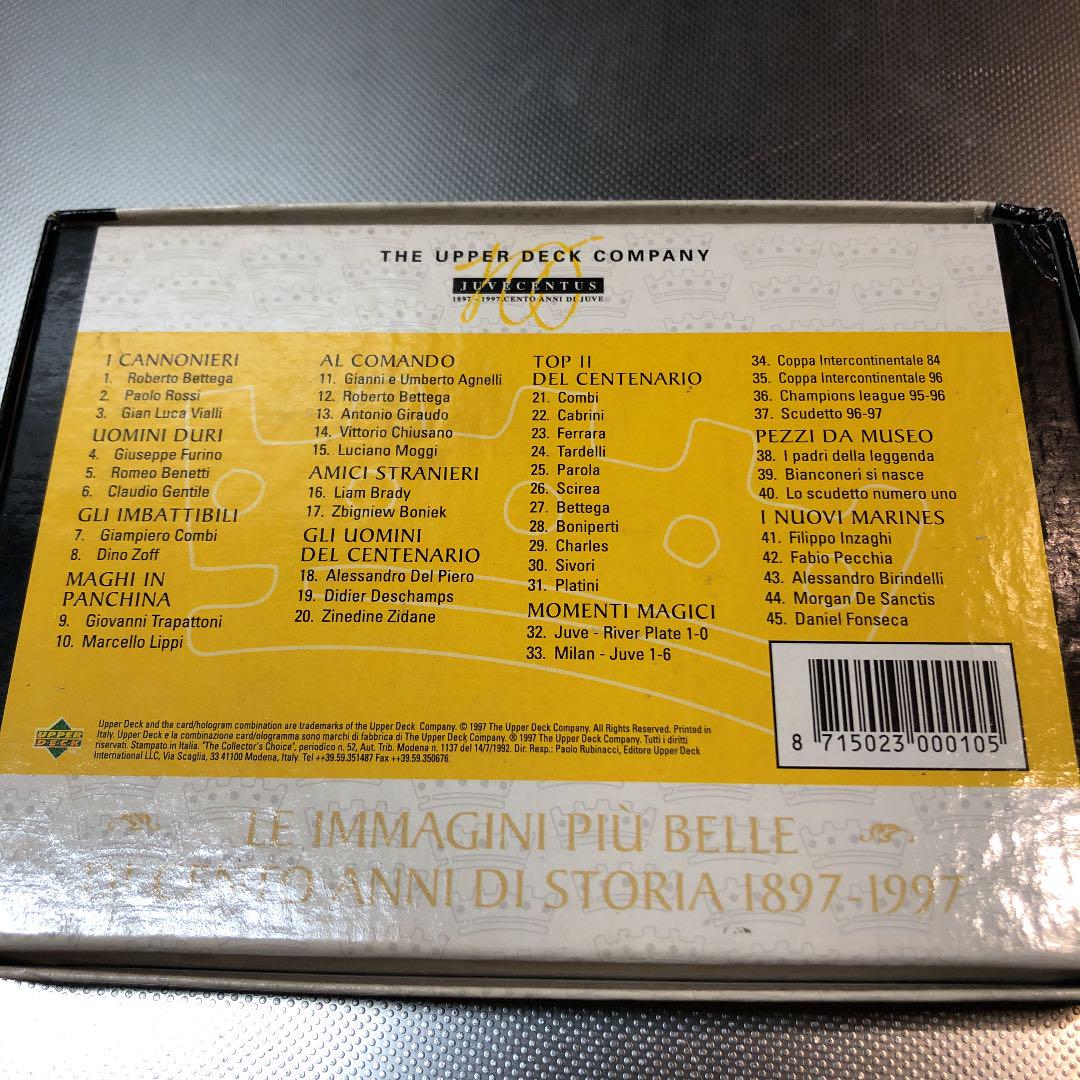 THE UPPER DECK COMPANY
100
JUVECENTUS
1897-1997.CENTO ANNI DI JUVE
I CANNONIERI
1. Roberto Bettega
2. Paolo Rossi
3. Gian Luca Vialli
UOMINI DURI
4. Giuseppe Furino
5. Romeo Benetti
6. Claudio Gentile
GLI IMBATTIBILI
7. Giampiero Combi
8. Dino Zoff
MAGHI IN
PANCHINA
9. Giovanni Trapattoni
10. Marcello Lippi
AL COMANDO
11. Gianni e Umberto Agnelli
12. Roberto Bettega
13. Antonio Giraudo
14. Vittorio Chiusano
15. Luciano Moggi
AMICI STRANIERI
16. Liam Brady
17. Zbigniew Boniek
GLI UOMINI
DEL CENTENARIO
18. Alessandro Del Piero
19. Didier Deschamps
20. Zinedine Zidane
TOP 11
DEL CENTENARIO
21. Combi
22. Cabrini
23. Ferrara
24. Tardelli
25. Parola
26. Scirea
27. Bettega
28. Boniperti
29. Charles
30. Sivori
31. Platini
MOMENTI MAGICI
32. Juve - River Plate 1-0
33. Milan - Juve 1-6
34. Coppa Intercontinentale 84
35. Coppa Intercontinentale 96
36. Champions league 95-96
37. Scudetto 96-97
PEZZI DA MUSEO
38. I padri della leggenda
39. Bianconeri si nasce
40. Lo scudetto numero uno
I NUOVI MARINES
41. Filippo Inzaghi
42. Fabio Pecchia
43. Alessandro Birindelli
44. Morgan De Sanctis
45. Daniel Fonseca
UPPER
DECK
Upper Deck and the card/hologram combination are trademarks of the Upper Deck Company. © 1997 The Upper Deck Company. All Rights Reserved. Printed in
Italy. Upper Deck e la combinazione card/ologramma sono marchi di fabbrica di The Upper Deck Company. ® 1997 The Upper Deck Company. Tutti i diritti
riservati. Stampato in Italia. "The Collector's Choice", periodico n. 52, Aut. Trib. Modena n. 1137 del 14/7/1992. Dir. Resp.: Paolo Rubinacci, Editore Upper Deck
International LLC, Via Scaglia, 33 41100 Modena, Italy. Tel ++39.59.351487 Fax ++39.59.350676.
8 715023 000105
LE IMMAGINI PIÙ BELLE
DI CENTO ANNI DI STORIA 1897-1997